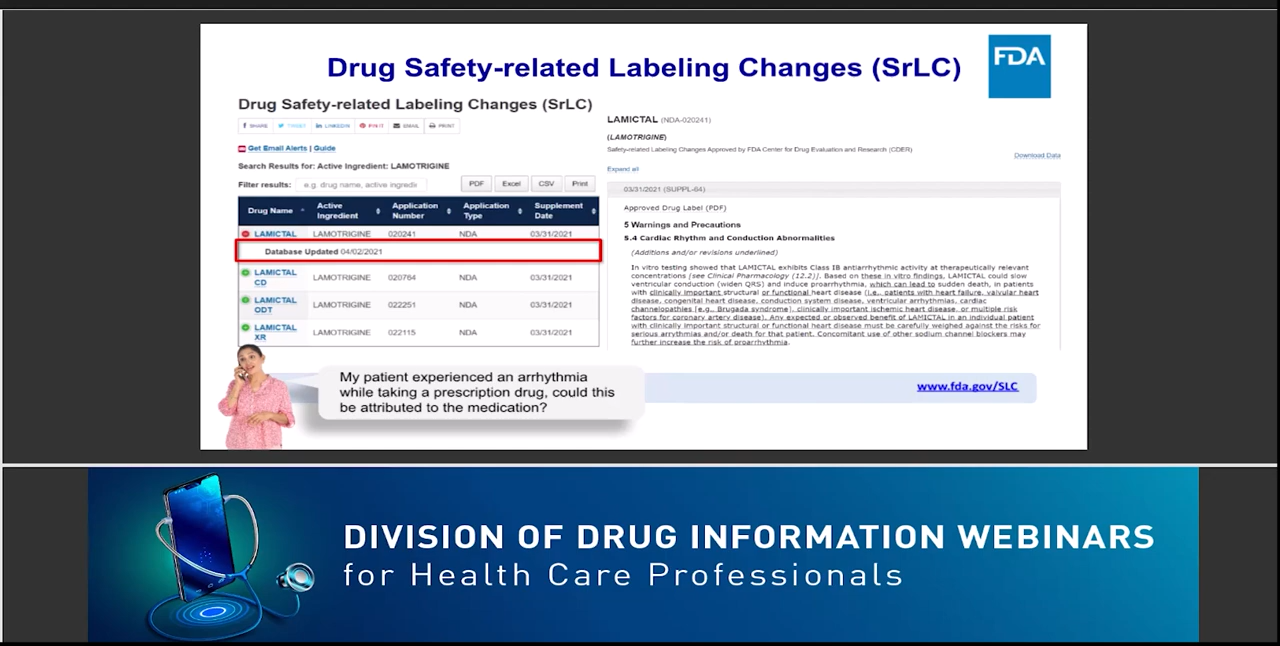 Drug Safety-related Labeling Changes (SrLC)
FDA
Drug Safety-related Labeling Changes (SrLC)
SHARE TWEET LINKEDIN PIN IT EMAIL PRINT
Get Email Alerts | Guide
Search Results for: Active Ingredient: LAMOTRIGINE
Filter results: e.g. drug name, active ingredie PDF Excel CSV Print
Drug Name Active Ingredient Application Number Application Type Supplement Date
LAMICTAL LAMOTRIGINE 020241 NDA 03/31/2021
Database Updated 04/02/2021
LAMICTAL CD LAMOTRIGINE 020764 NDA 03/31/2021
LAMICTAL ODT LAMOTRIGINE 022251 NDA 03/31/2021
LAMICTAL XR LAMOTRIGINE 022115 NDA 03/31/2021
LAMICTAL (NDA-020241)
(LAMOTRIGINE)
Safety-related Labeling Changes Approved by FDA Center for Drug Evaluation and Research (CDER)
Download Data
Expand all
03/31/2021 (SUPPL-64)
Approved Drug Label (PDF)
5 Warnings and Precautions
5.4 Cardiac Rhythm and Conduction Abnormalities
(Additions and/or revisions underlined)
In vitro testing showed that LAMICTAL exhibits Class IB antiarrhythmic activity at therapeutically relevant
concentrations [see Clinical Pharmacology (12.2)]. Based on these in vitro findings, LAMICTAL could slow
ventricular conduction (widen QRS) and induce proarrhythmia, which can lead to sudden death, in patients
with clinically important structural or functional heart disease (i.e., patients with heart failure, valvular heart
disease, congenital heart disease, conduction system disease, ventricular arrhythmias, cardiac
channelopathies [e.g., Brugada syndrome], clinically important ischemic heart disease, or multiple risk
factors for coronary artery disease). Any expected or observed benefit of LAMICTAL in an individual patient
with clinically important structural or functional heart disease must be carefully weighed against the risks for
serious arrythmias and/or death for that patient. Concomitant use of other sodium channel blockers may
further increase the risk of proarrhythmia.
My patient experienced an arrhythmia
while taking a prescription drug, could this
be attributed to the medication?
www.fda.gov/SLC
DIVISION OF DRUG INFORMATION WEBINARS
for Health Care Professionals